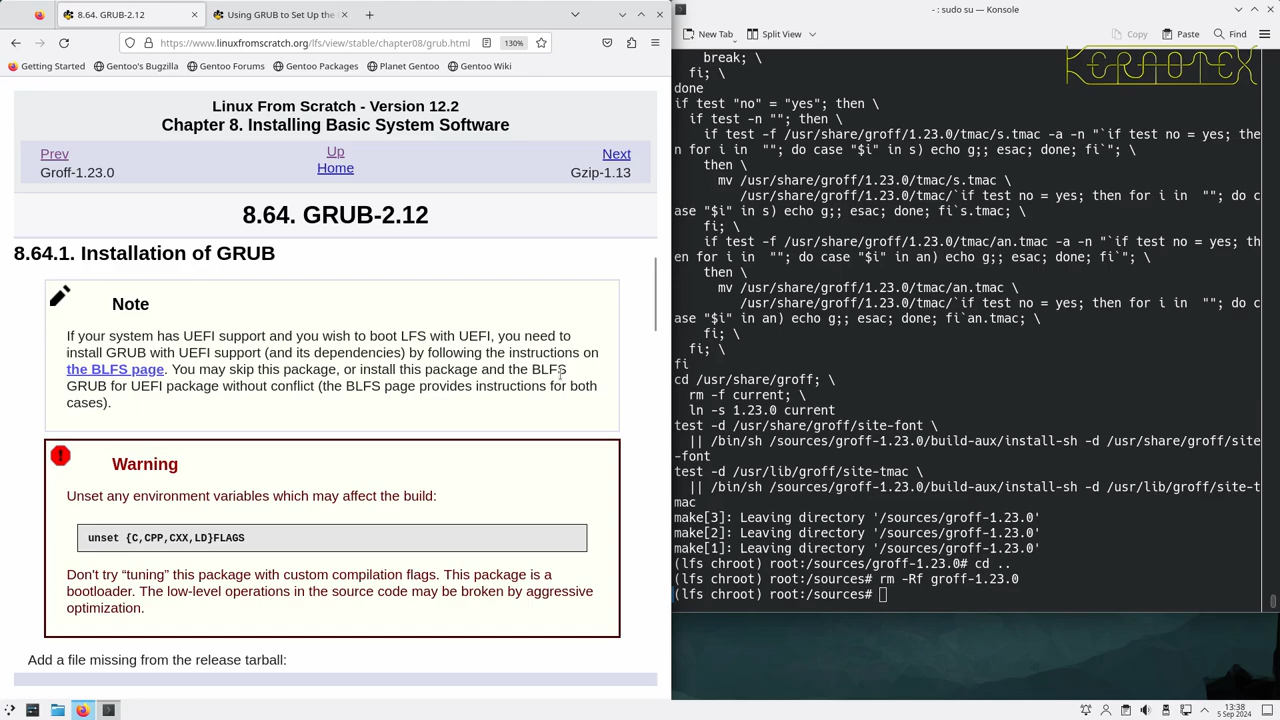 8.64. GRUB-2.12
Using GRUB to Set Up the
https://www.linuxfromscratch.org/lfs/view/stable/chapter08/grub.html
130%
Getting Started
Gentoo's Bugzilla
Gentoo Forums
Gentoo Packages
Planet Gentoo
Gentoo Wiki
Linux From Scratch - Version 12.2
Chapter 8. Installing Basic System Software
Prev
Up
Next
Groff-1.23.0
Home
Gzip-1.13
8.64. GRUB-2.12
8.64.1. Installation of GRUB
Note
If your system has UEFI support and you wish to boot LFS with UEFI, you need to
install GRUB with UEFI support (and its dependencies) by following the instructions on
the BLFS page. You may skip this package, or install this package and the BLFS
GRUB for UEFI package without conflict (the BLFS page provides instructions for both
cases).
Warning
Unset any environment variables which may affect the build:
unset {C,CPP,CXX,LD}FLAGS
Don't try “tuning” this package with custom compilation flags. This package is a
bootloader. The low-level operations in the source code may be broken by aggressive
optimization.
Add a file missing from the release tarball:
- : sudo su — Konsole
New Tab
Split View
Copy
Paste
Find
KERNOTEX
break; \
fi; \
done
if test "no" = "yes"; then \
if test -n ""; then \
if test -f /usr/share/groff/1.23.0/tmac/s.tmac -a -n "`if test no = yes; the
n for i in  ""; do case "$i" in s) echo g;; esac; done; fi`"; \
then \
mv /usr/share/groff/1.23.0/tmac/s.tmac \
/usr/share/groff/1.23.0/tmac/`if test no = yes; then for i in  ""; do c
ase "$i" in s) echo g;; esac; done; fi`s.tmac; \
fi; \
if test -f /usr/share/groff/1.23.0/tmac/an.tmac -a -n "`if test no = yes; th
en for i in  ""; do case "$i" in an) echo g;; esac; done; fi`"; \
then \
mv /usr/share/groff/1.23.0/tmac/an.tmac \
/usr/share/groff/1.23.0/tmac/`if test no = yes; then for i in  ""; do c
ase "$i" in an) echo g;; esac; done; fi`an.tmac; \
fi; \
fi; \
fi
cd /usr/share/groff; \
rm -f current; \
ln -s 1.23.0 current
test -d /usr/share/groff/site-font \
|| /bin/sh /sources/groff-1.23.0/build-aux/install-sh -d /usr/share/groff/site
-font
test -d /usr/lib/groff/site-tmac \
|| /bin/sh /sources/groff-1.23.0/build-aux/install-sh -d /usr/lib/groff/site-t
mac
make[3]: Leaving directory '/sources/groff-1.23.0'
make[2]: Leaving directory '/sources/groff-1.23.0'
make[1]: Leaving directory '/sources/groff-1.23.0'
(lfs chroot) root:/sources/groff-1.23.0# cd ..
(lfs chroot) root:/sources# rm -Rf groff-1.23.0
(lfs chroot) root:/sources#
13:38
5 Sep 2024